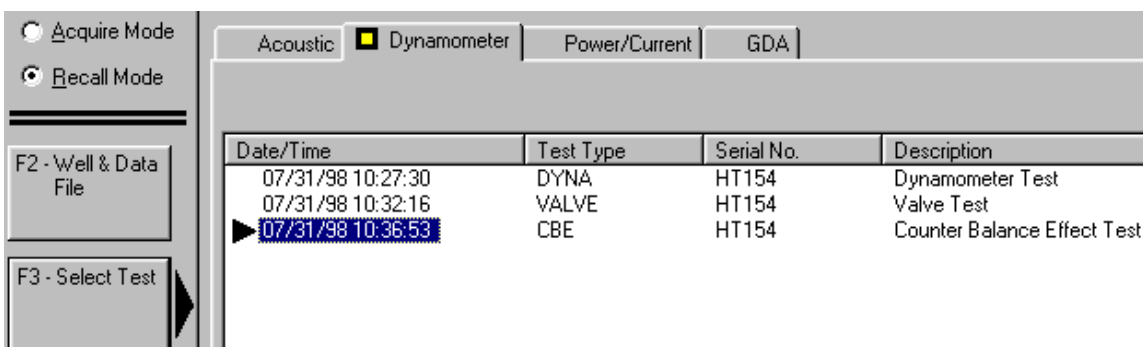 Acquire Mode
Recall Mode
Acoustic Dynamometer Power/Current GDA
F2 - Well & Data
File
F3 - Select Test
Date/Time Test Type Serial No. Description
07/31/98 10:27:30 DYNA HT154 Dynamometer Test
07/31/98 10:32:16 VALVE HT154 Valve Test
07/31/98 10:36:53 CBE HT154 Counter Balance Effect Test